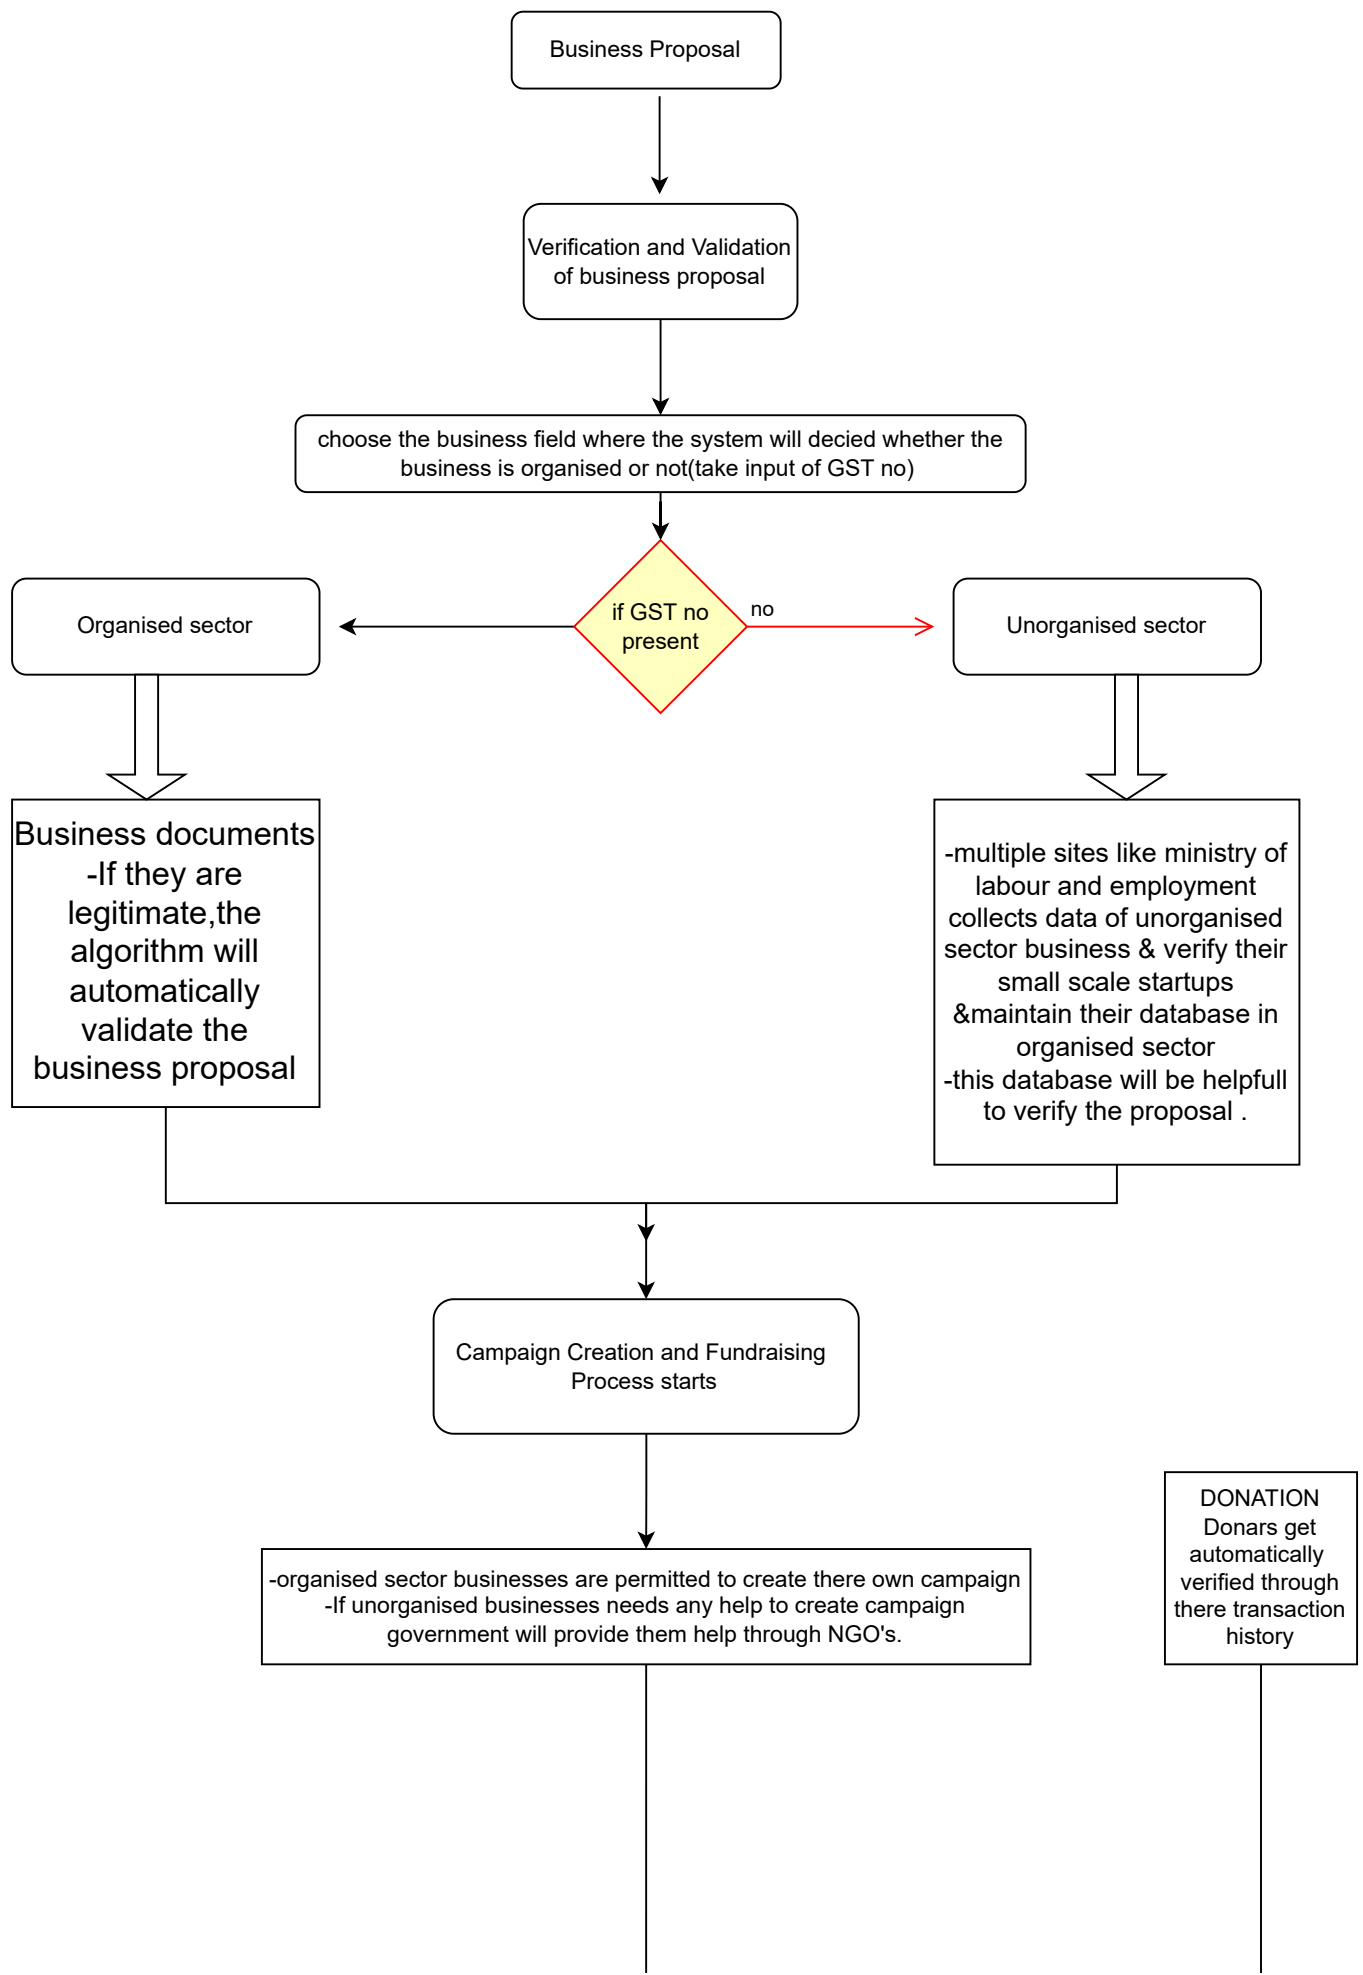 Business Proposal
Verification and Validation
of business proposal
choose the business field where the system will decied whether the
business is organised or not(take input of GST no)
if GST no
present
no
Organised sector
Unorganised sector
Business documents
-If they are
legitimate,the
algorithm will
automatically
validate the
business proposal
-multiple sites like ministry of
labour and employment
collects data of unorganised
sector business & verify their
small scale startups
&maintain their database in
organised sector
-this database will be helpfull
to verify the proposal .
Campaign Creation and Fundraising
Process starts
-organised sector businesses are permitted to create there own campaign
-If unorganised businesses needs any help to create campaign
government will provide them help through NGO's.
DONATION
Donars get
automatically
verified through
there transaction
history